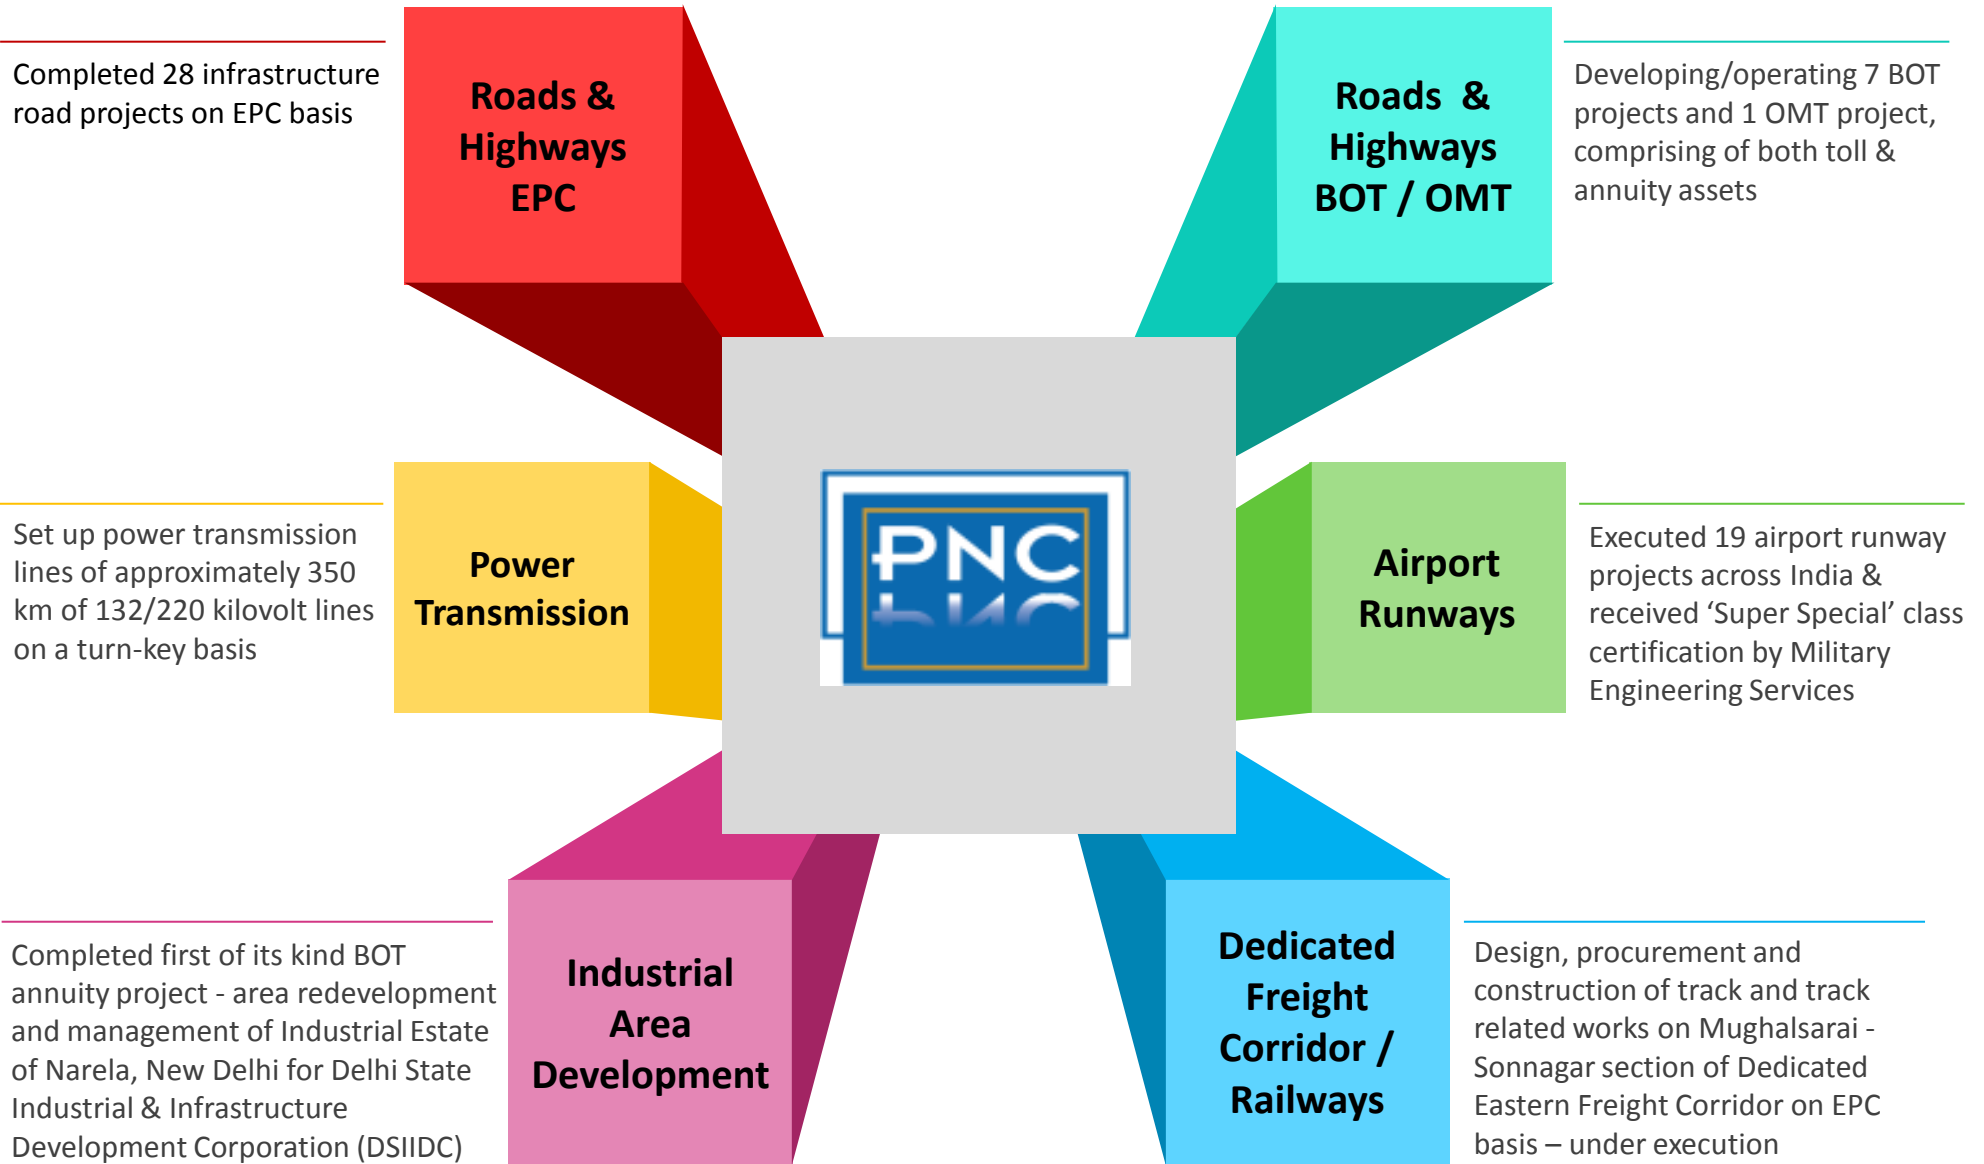 Completed 28 infrastructure
road projects on EPC basis
Roads &
Highways
EPC
Roads &
Highways
BOT / OMT
Developing/operating 7 BOT
projects and 1 OMT project,
comprising of both toll &
annuity assets
Set up power transmission
lines of approximately 350
km of 132/220 kilovolt lines
on a turn-key basis
Power
Transmission
PNC
Airport
Runways
Executed 19 airport runway
projects across India &
received ‘Super Special’ class
certification by Military
Engineering Services
Completed first of its kind BOT
annuity project - area redevelopment
and management of Industrial Estate
of Narela, New Delhi for Delhi State
Industrial & Infrastructure
Development Corporation (DSIIDC)
Industrial
Area
Development
Dedicated
Freight
Corridor /
Railways
Design, procurement and
construction of track and track
related works on Mughalsarai -
Sonnagar section of Dedicated
Eastern Freight Corridor on EPC
basis – under execution